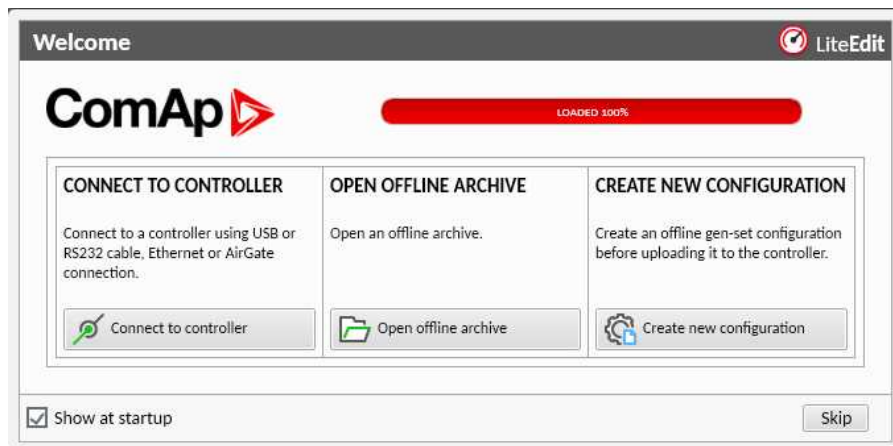 Welcome
LiteEdit
ComAp
LOADED 100%
CONNECT TO CONTROLLER
Connect to a controller using USB or
RS232 cable, Ethernet or AirGate
connection.
Connect to controller
OPEN OFFLINE ARCHIVE
Open an offline archive.
Open offline archive
CREATE NEW CONFIGURATION
Create an offline gen-set configuration
before uploading it to the controller.
Create new configuration
Show at startup
Skip